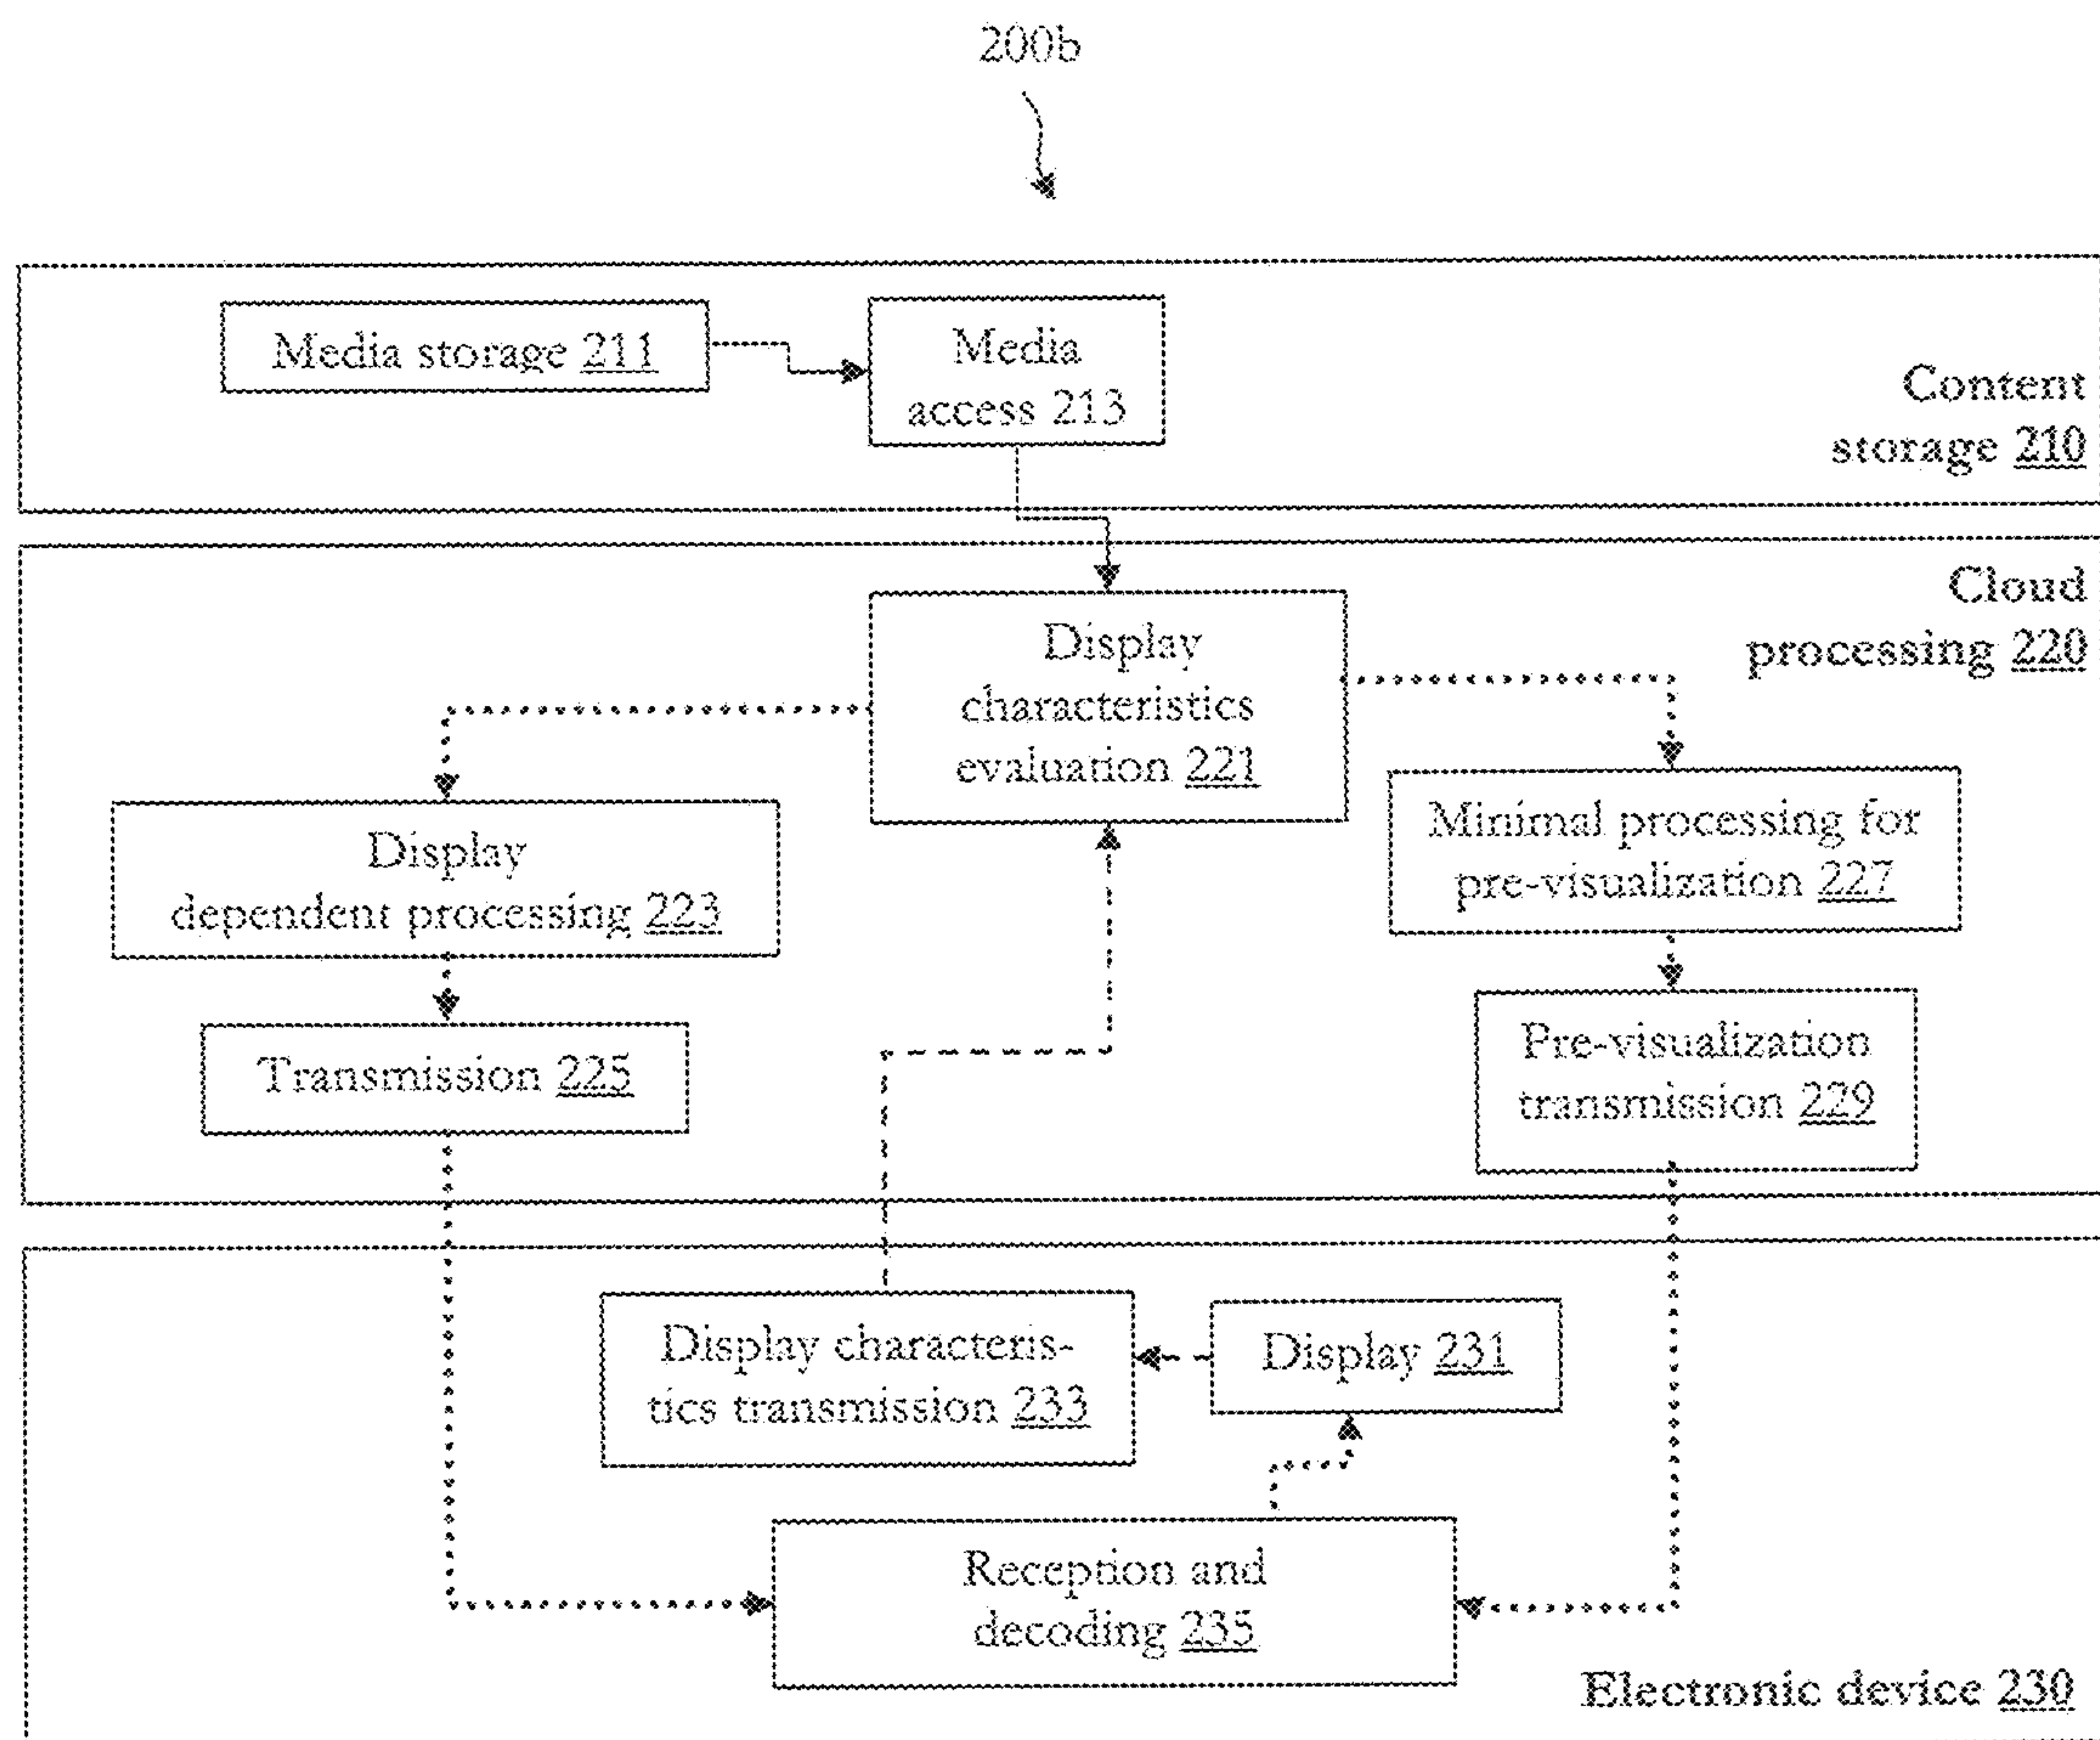 200b
Media storage 211
Media
access 213
Content
storage 210
Cloud
processing 220
Display
characteristics
evaluation 221
Display
dependent processing 223
Minimal processing for
pre-visualization 227
Transmission 225
Pre-visualization
transmission 229
Display characteris-
tics transmission 233
Display 231
Reception and
decoding 235
Electronic device 230